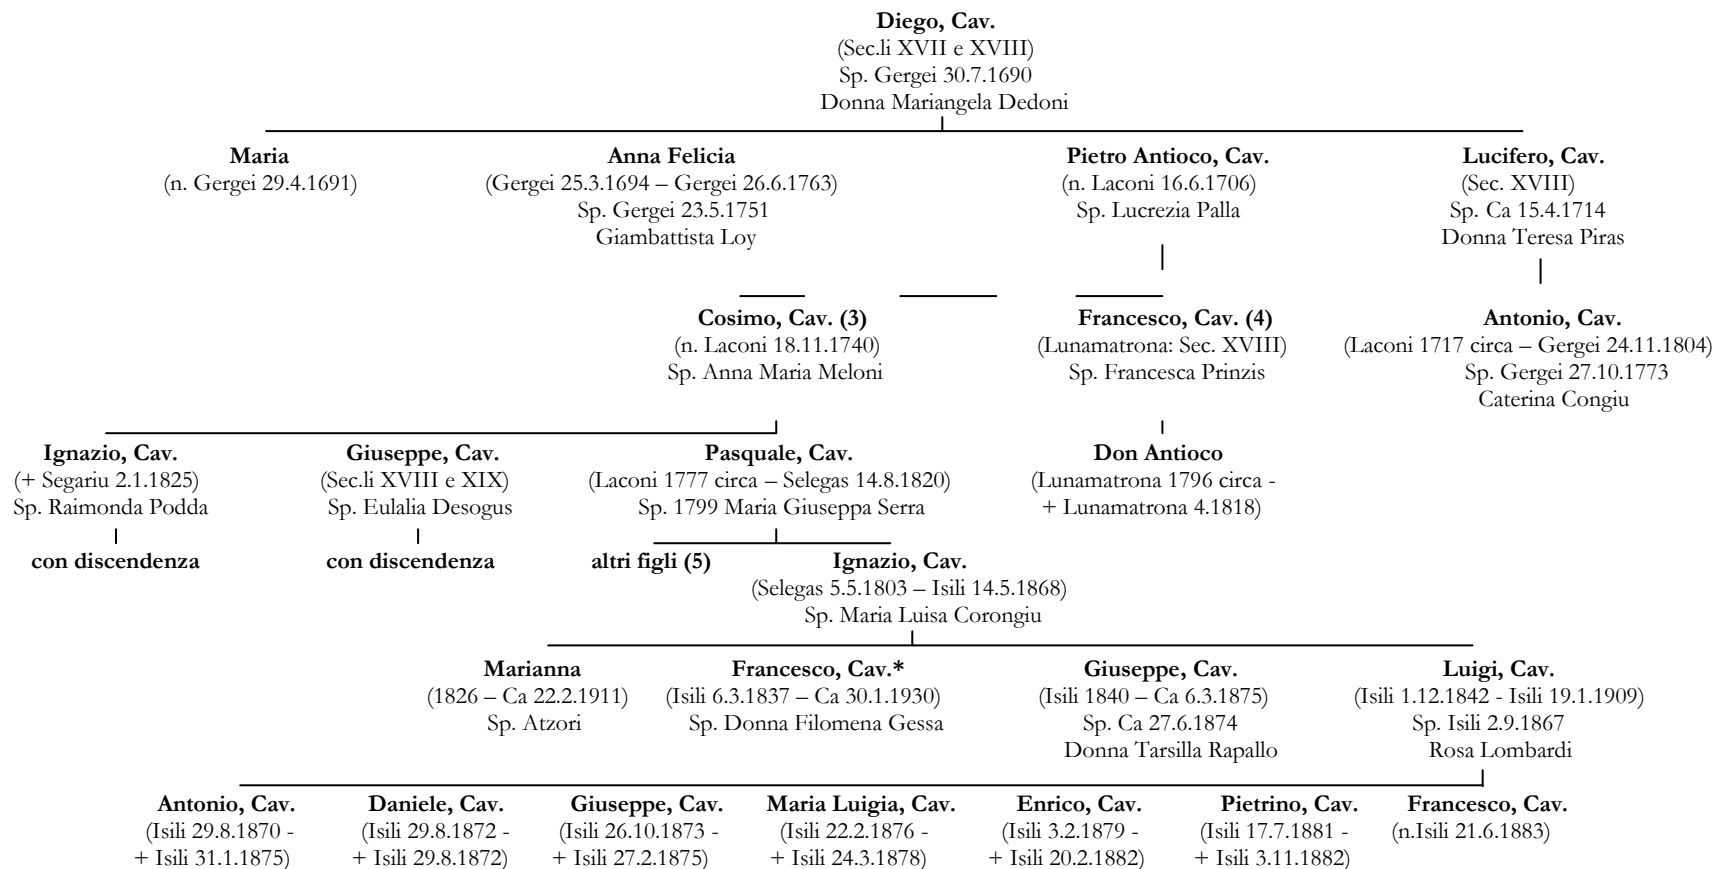 Diego, Cav.
(Sec.li XVII e XVIII)
Sp. Gergei 30.7.1690
Donna Mariangela Dedoni
Maria
(n. Gergei 29.4.1691)
Anna Felicia
(Gergei 25.3.1694 – Gergei 26.6.1763)
Sp. Gergei 23.5.1751
Giambattista Loy
Pietro Antioco, Cav.
(n. Laconi 16.6.1706)
Sp. Lucrezia Palla
Lucifero, Cav.
(Sec. XVIII)
Sp. Ca 15.4.1714
Donna Teresa Piras
Cosimo, Cav. (3)
(n. Laconi 18.11.1740)
Sp. Anna Maria Meloni
Francesco, Cav. (4)
(Lunamatrona: Sec. XVIII)
Sp. Francesca Prinzis
Antonio, Cav.
(Laconi 1717 circa – Gergei 24.11.1804)
Sp. Gergei 27.10.1773
Caterina Congiu
Ignazio, Cav.
(+ Segariu 2.1.1825)
Sp. Raimonda Podda
con discendenza
Giuseppe, Cav.
(Sec.li XVIII e XIX)
Sp. Eulalia Desogus
con discendenza
Pasquale, Cav.
(Laconi 1777 circa – Selegas 14.8.1820)
Sp. 1799 Maria Giuseppa Serra
Don Antioco
(Lunamatrona 1796 circa -
+ Lunamatrona 4.1818)
altri figli (5)
Ignazio, Cav.
(Selegas 5.5.1803 – Isili 14.5.1868)
Sp. Maria Luisa Corongiu
Marianna
(1826 – Ca 22.2.1911)
Sp. Atzori
Francesco, Cav.*
(Isili 6.3.1837 – Ca 30.1.1930)
Sp. Donna Filomena Gessa
Giuseppe, Cav.
(Isili 1840 – Ca 6.3.1875)
Sp. Ca 27.6.1874
Donna Tarsilla Rapallo
Luigi, Cav.
(Isili 1.12.1842 - Isili 19.1.1909)
Sp. Isili 2.9.1867
Rosa Lombardi
Antonio, Cav.
(Isili 29.8.1870 -
+ Isili 31.1.1875)
Daniele, Cav.
(Isili 29.8.1872 -
+ Isili 29.8.1872)
Giuseppe, Cav.
(Isili 26.10.1873 -
+ Isili 27.2.1875)
Maria Luigia, Cav.
(Isili 22.2.1876 -
+ Isili 24.3.1878)
Enrico, Cav.
(Isili 3.2.1879 -
+ Isili 20.2.1882)
Pietrino, Cav.
(Isili 17.7.1881 -
+ Isili 3.11.1882)
Francesco, Cav.
(n.Isili 21.6.1883)